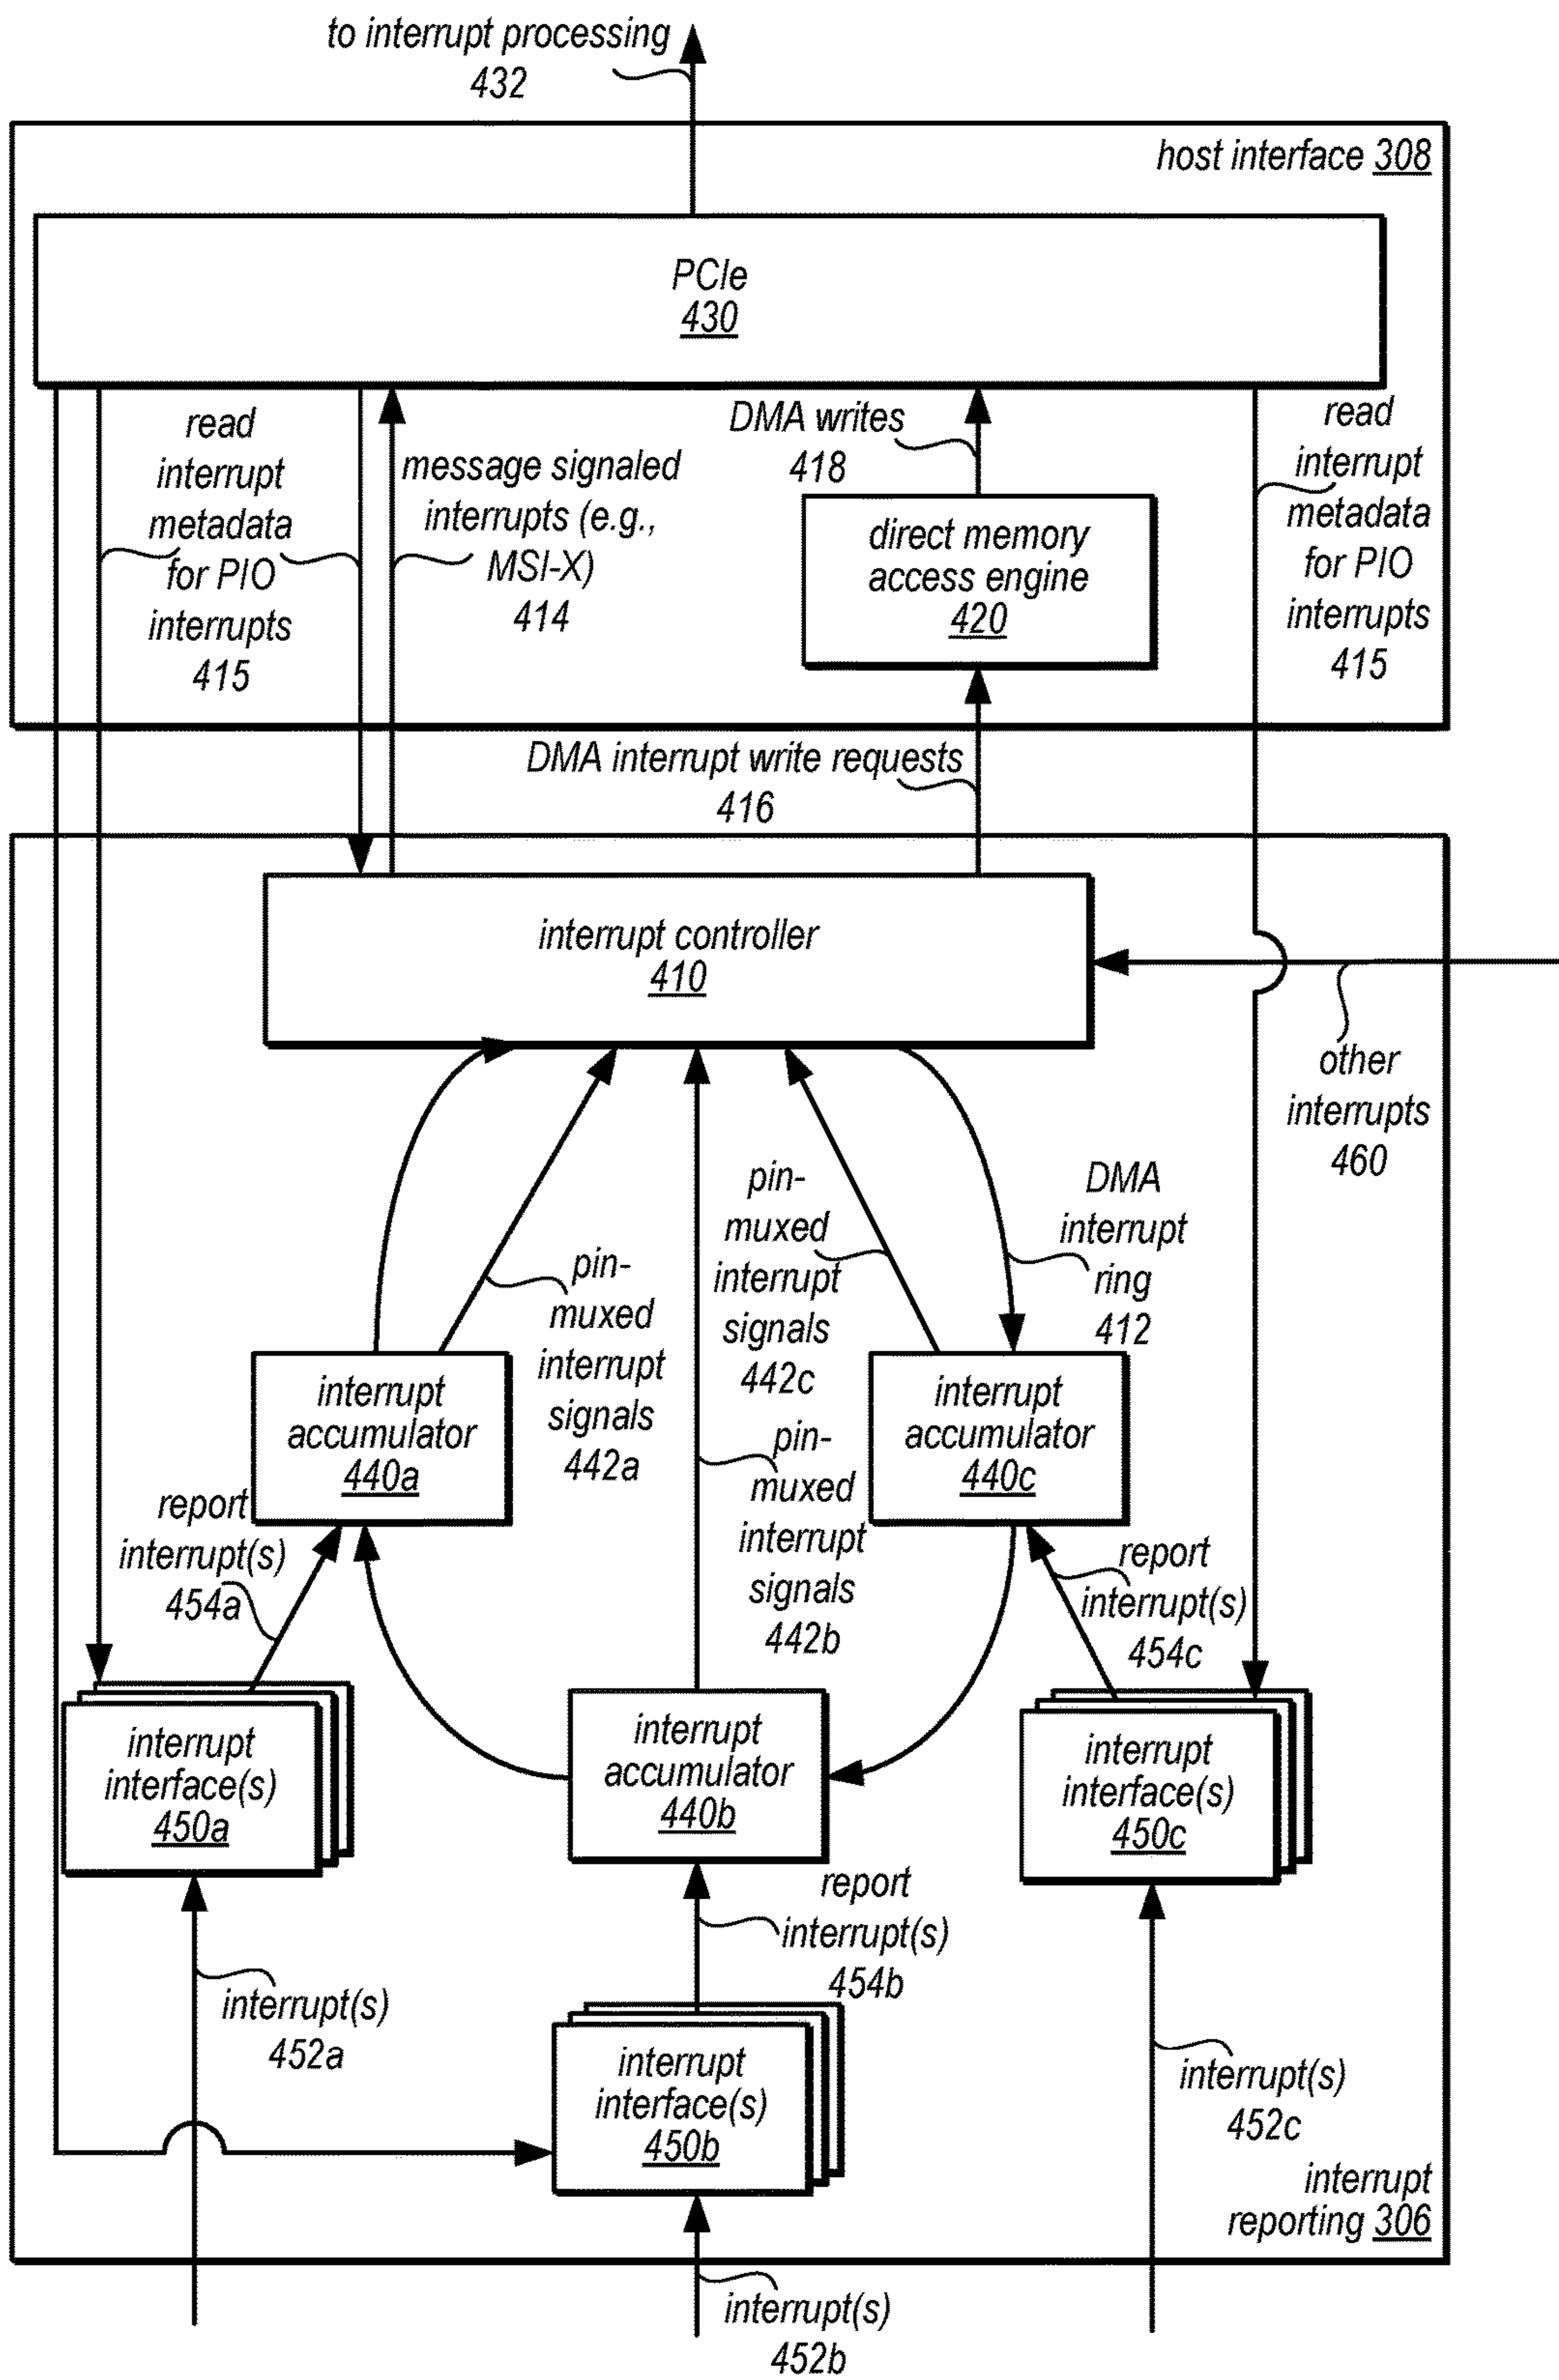 to interrupt processing
432
host interface 308
PCIe
430
read
interrupt
metadata
for PIO
interrupts
415
message signaled
interrupts (e.g.,
MSI-X)
414
DMA writes
418
direct memory
access engine
420
read
interrupt
metadata
for PIO
interrupts
415
DMA interrupt write requests
416
interrupt controller
410
other
interrupts
460
pin-
muxed
interrupt
signals
442a
pin-
muxed
interrupt
signals
442c
DMA
interrupt
ring
412
interrupt
accumulator
440a
interrupt
accumulator
440c
pin-
muxed
interrupt
signals
442b
report
interrupt(s)
454a
report
interrupt(s)
454c
interrupt
interface(s)
450a
interrupt
accumulator
440b
interrupt
interface(s)
450c
report
interrupt(s)
454b
interrupt(s)
452a
interrupt
interface(s)
450b
interrupt(s)
452c
interrupt
reporting 306
interrupt(s)
452b